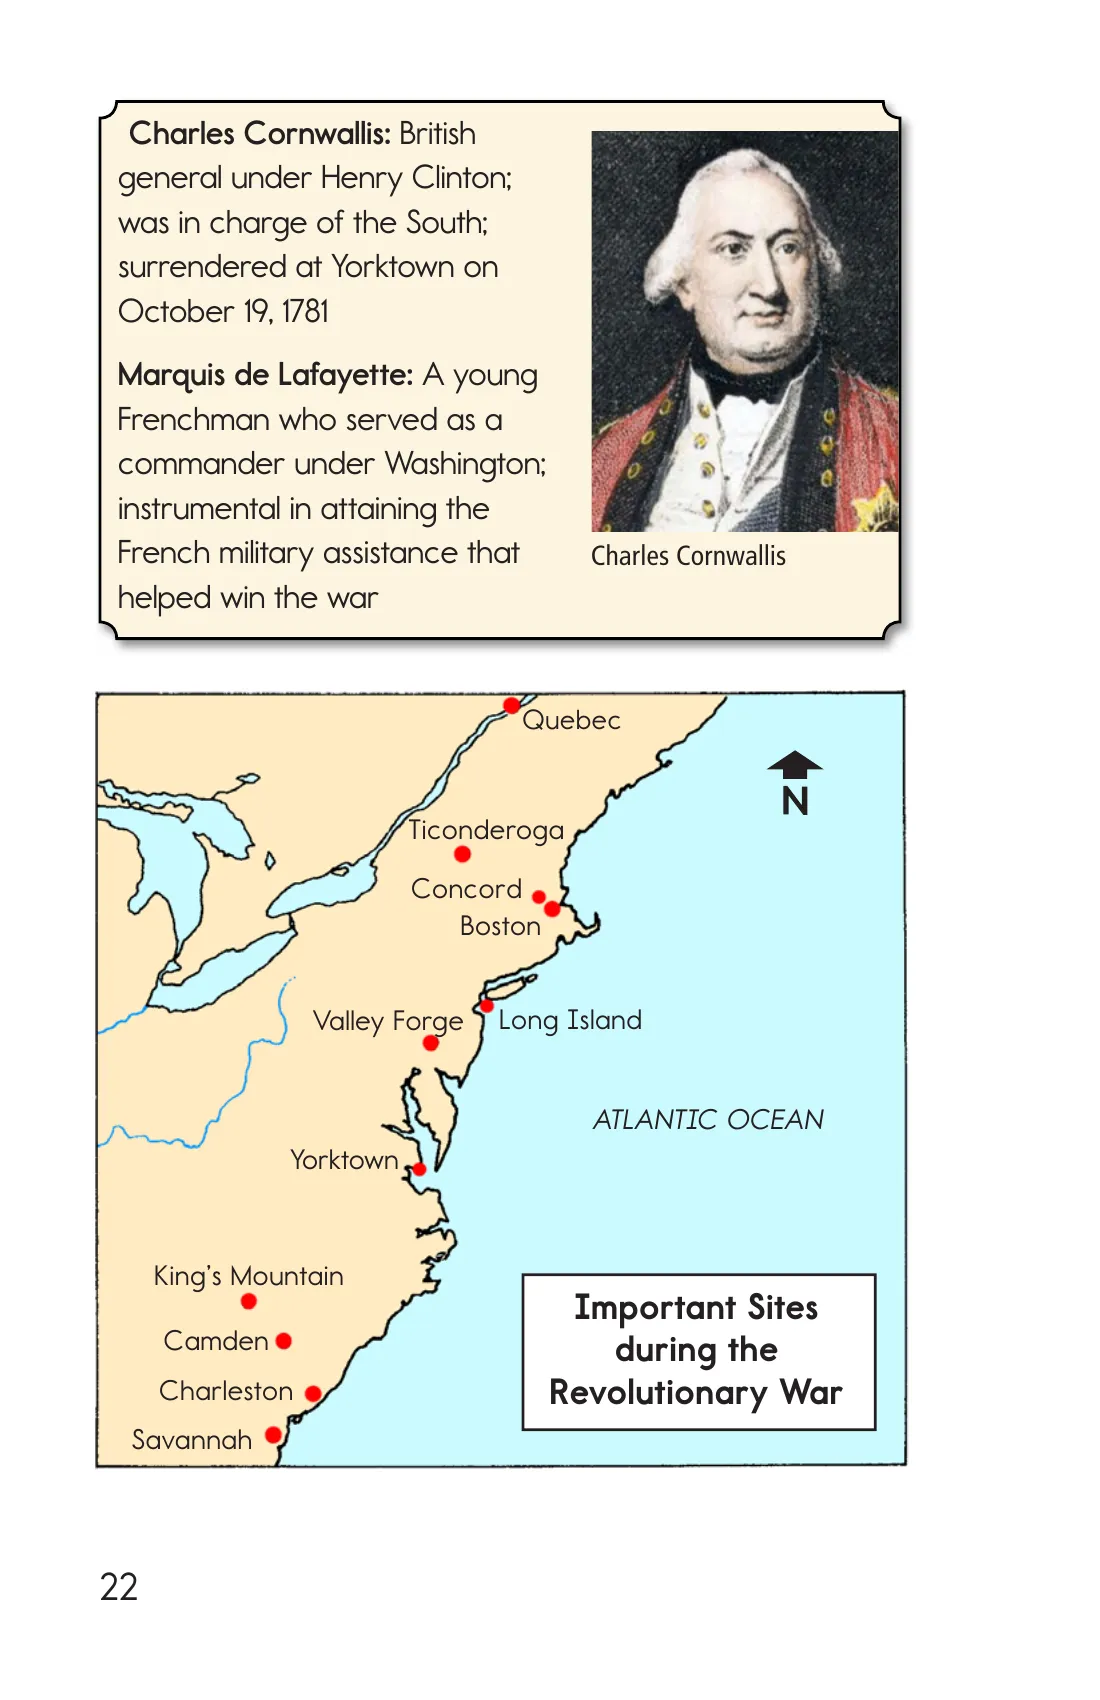 Charles Cornwallis: British
general under Henry Clinton;
was in charge of the South;
surrendered at Yorktown on
October 19, 1781
Marquis de Lafayette: A young
Frenchman who served as a
commander under Washington;
instrumental in attaining the
French military assistance that
helped win the war
Charles Cornwallis
Quebec
N
Ticonderoga
Concord
Boston
Valley Forge
Long Island
ATLANTIC OCEAN
Yorktown
King's Mountain
Camden
Charleston
Savannah
Important Sites
during the
Revolutionary War
22